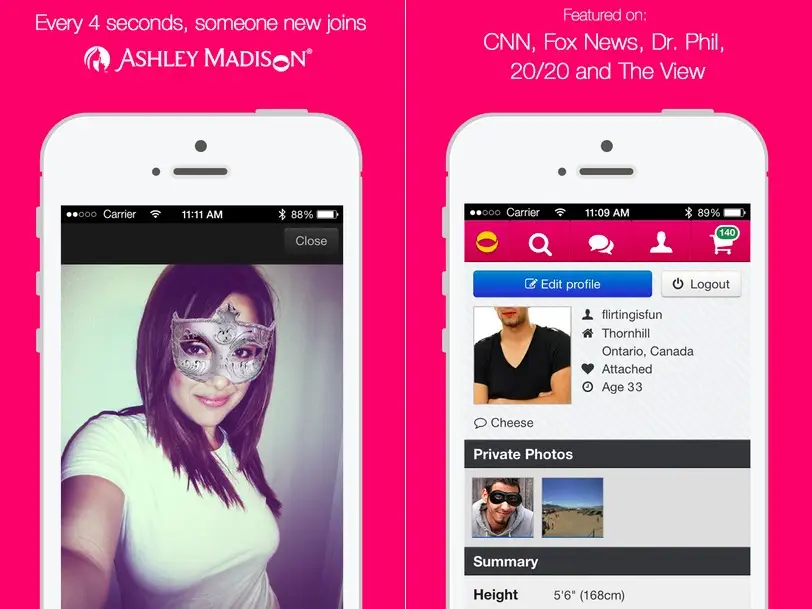 Every 4 seconds, someone new joins
ASHLEY MADISON®
Carrier 11:11 AM 88%
Close
Featured on:
CNN, Fox News, Dr. Phil,
20/20 and The View
Carrier 11:09 AM 89%
140
Edit profile
Logout
flirtingisfun
Thornhill
Ontario, Canada
Attached
Age 33
Cheese
Private Photos
Summary
Height 5'6" (168cm)